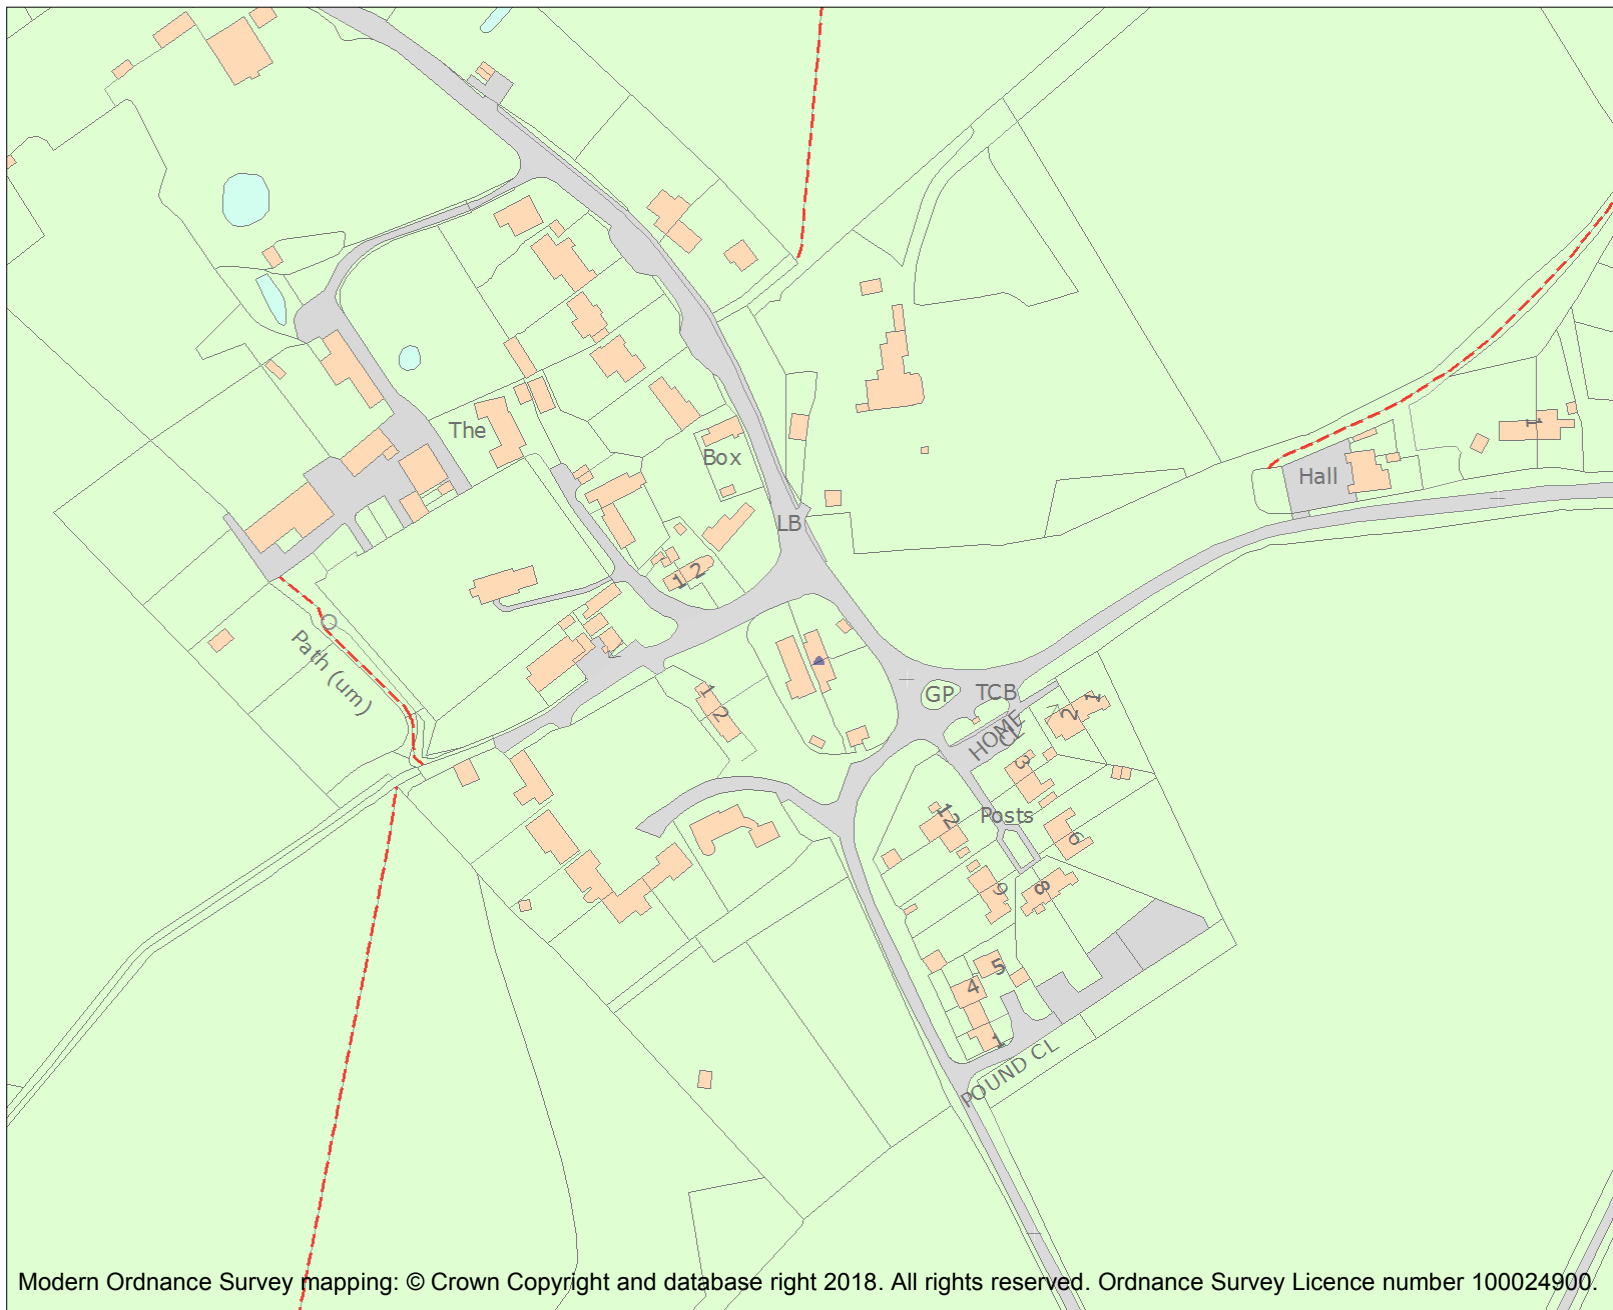 The
Box
Hall
1
LB
1 2
Path (um)
1
2
GP
TCB
HOME
CL
1
2
3
Posts
12
6
9
8
5
4
1
POUND CL
Modern Ordnance Survey mapping: © Crown Copyright and database right 2018. All rights reserved. Ordnance Survey Licence number 100024900.